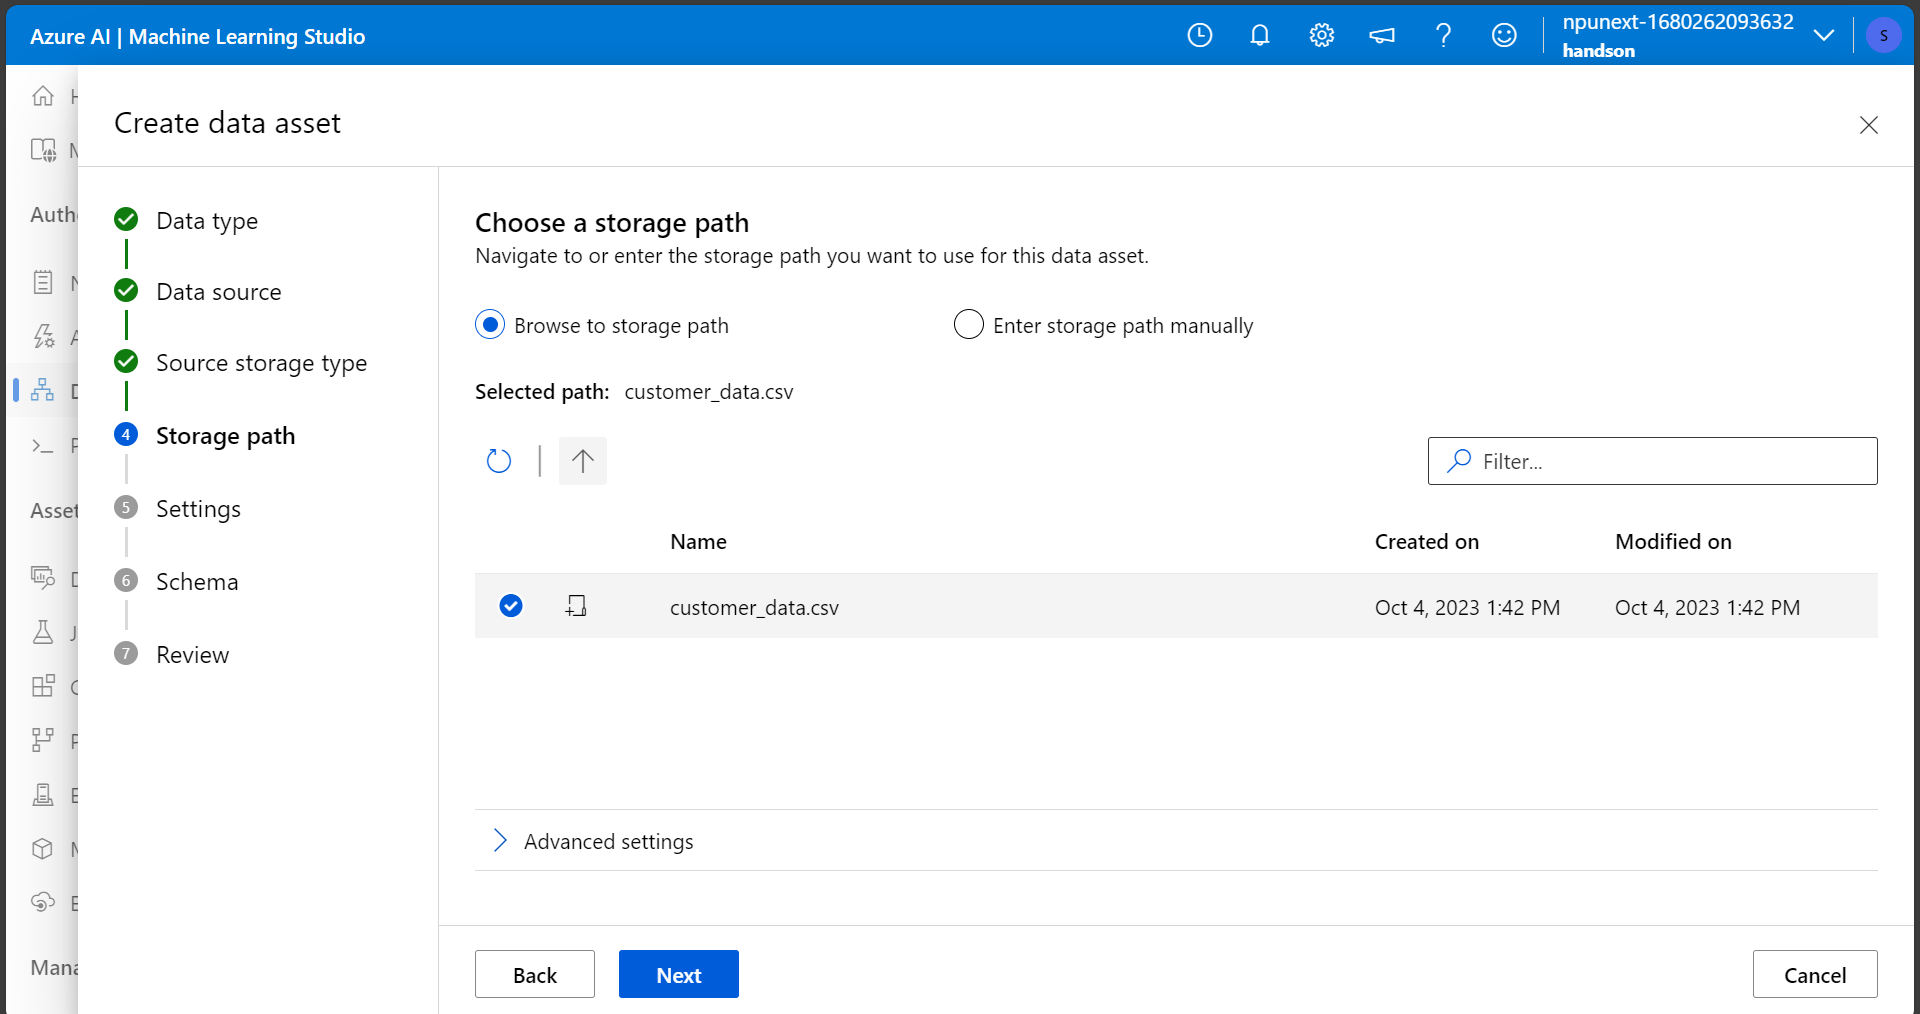 Azure AI | Machine Learning Studio
npunext-1680262093632
handson
S
Create data asset
Auth
Asset
Mana
Data type
Data source
Source storage type
4 Storage path
5 Settings
6 Schema
7 Review
Choose a storage path
Navigate to or enter the storage path you want to use for this data asset.
Browse to storage path
Enter storage path manually
Selected path: customer_data.csv
Filter...
Name Created on Modified on
customer_data.csv Oct 4, 2023 1:42 PM Oct 4, 2023 1:42 PM
Advanced settings
Back
Next
Cancel